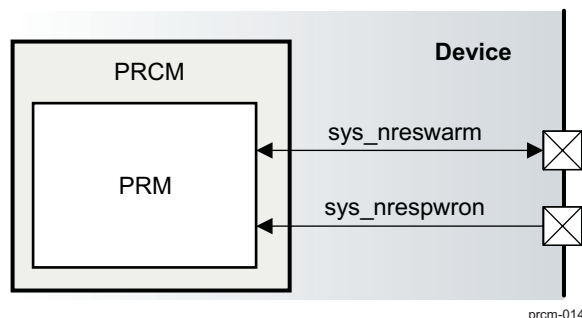 Device
PRCM
sys_nreswarm
PRM
sys_nrespwron
prcm-014